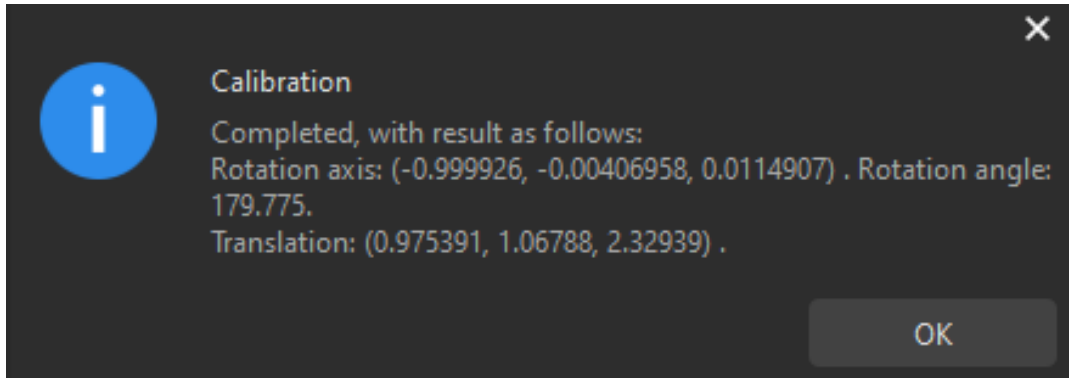 Calibration
Completed, with result as follows:
Rotation axis: (-0.999926, -0.00406958, 0.0114907) . Rotation angle:
179.775.
Translation: (0.975391, 1.06788, 2.32939) .
OK